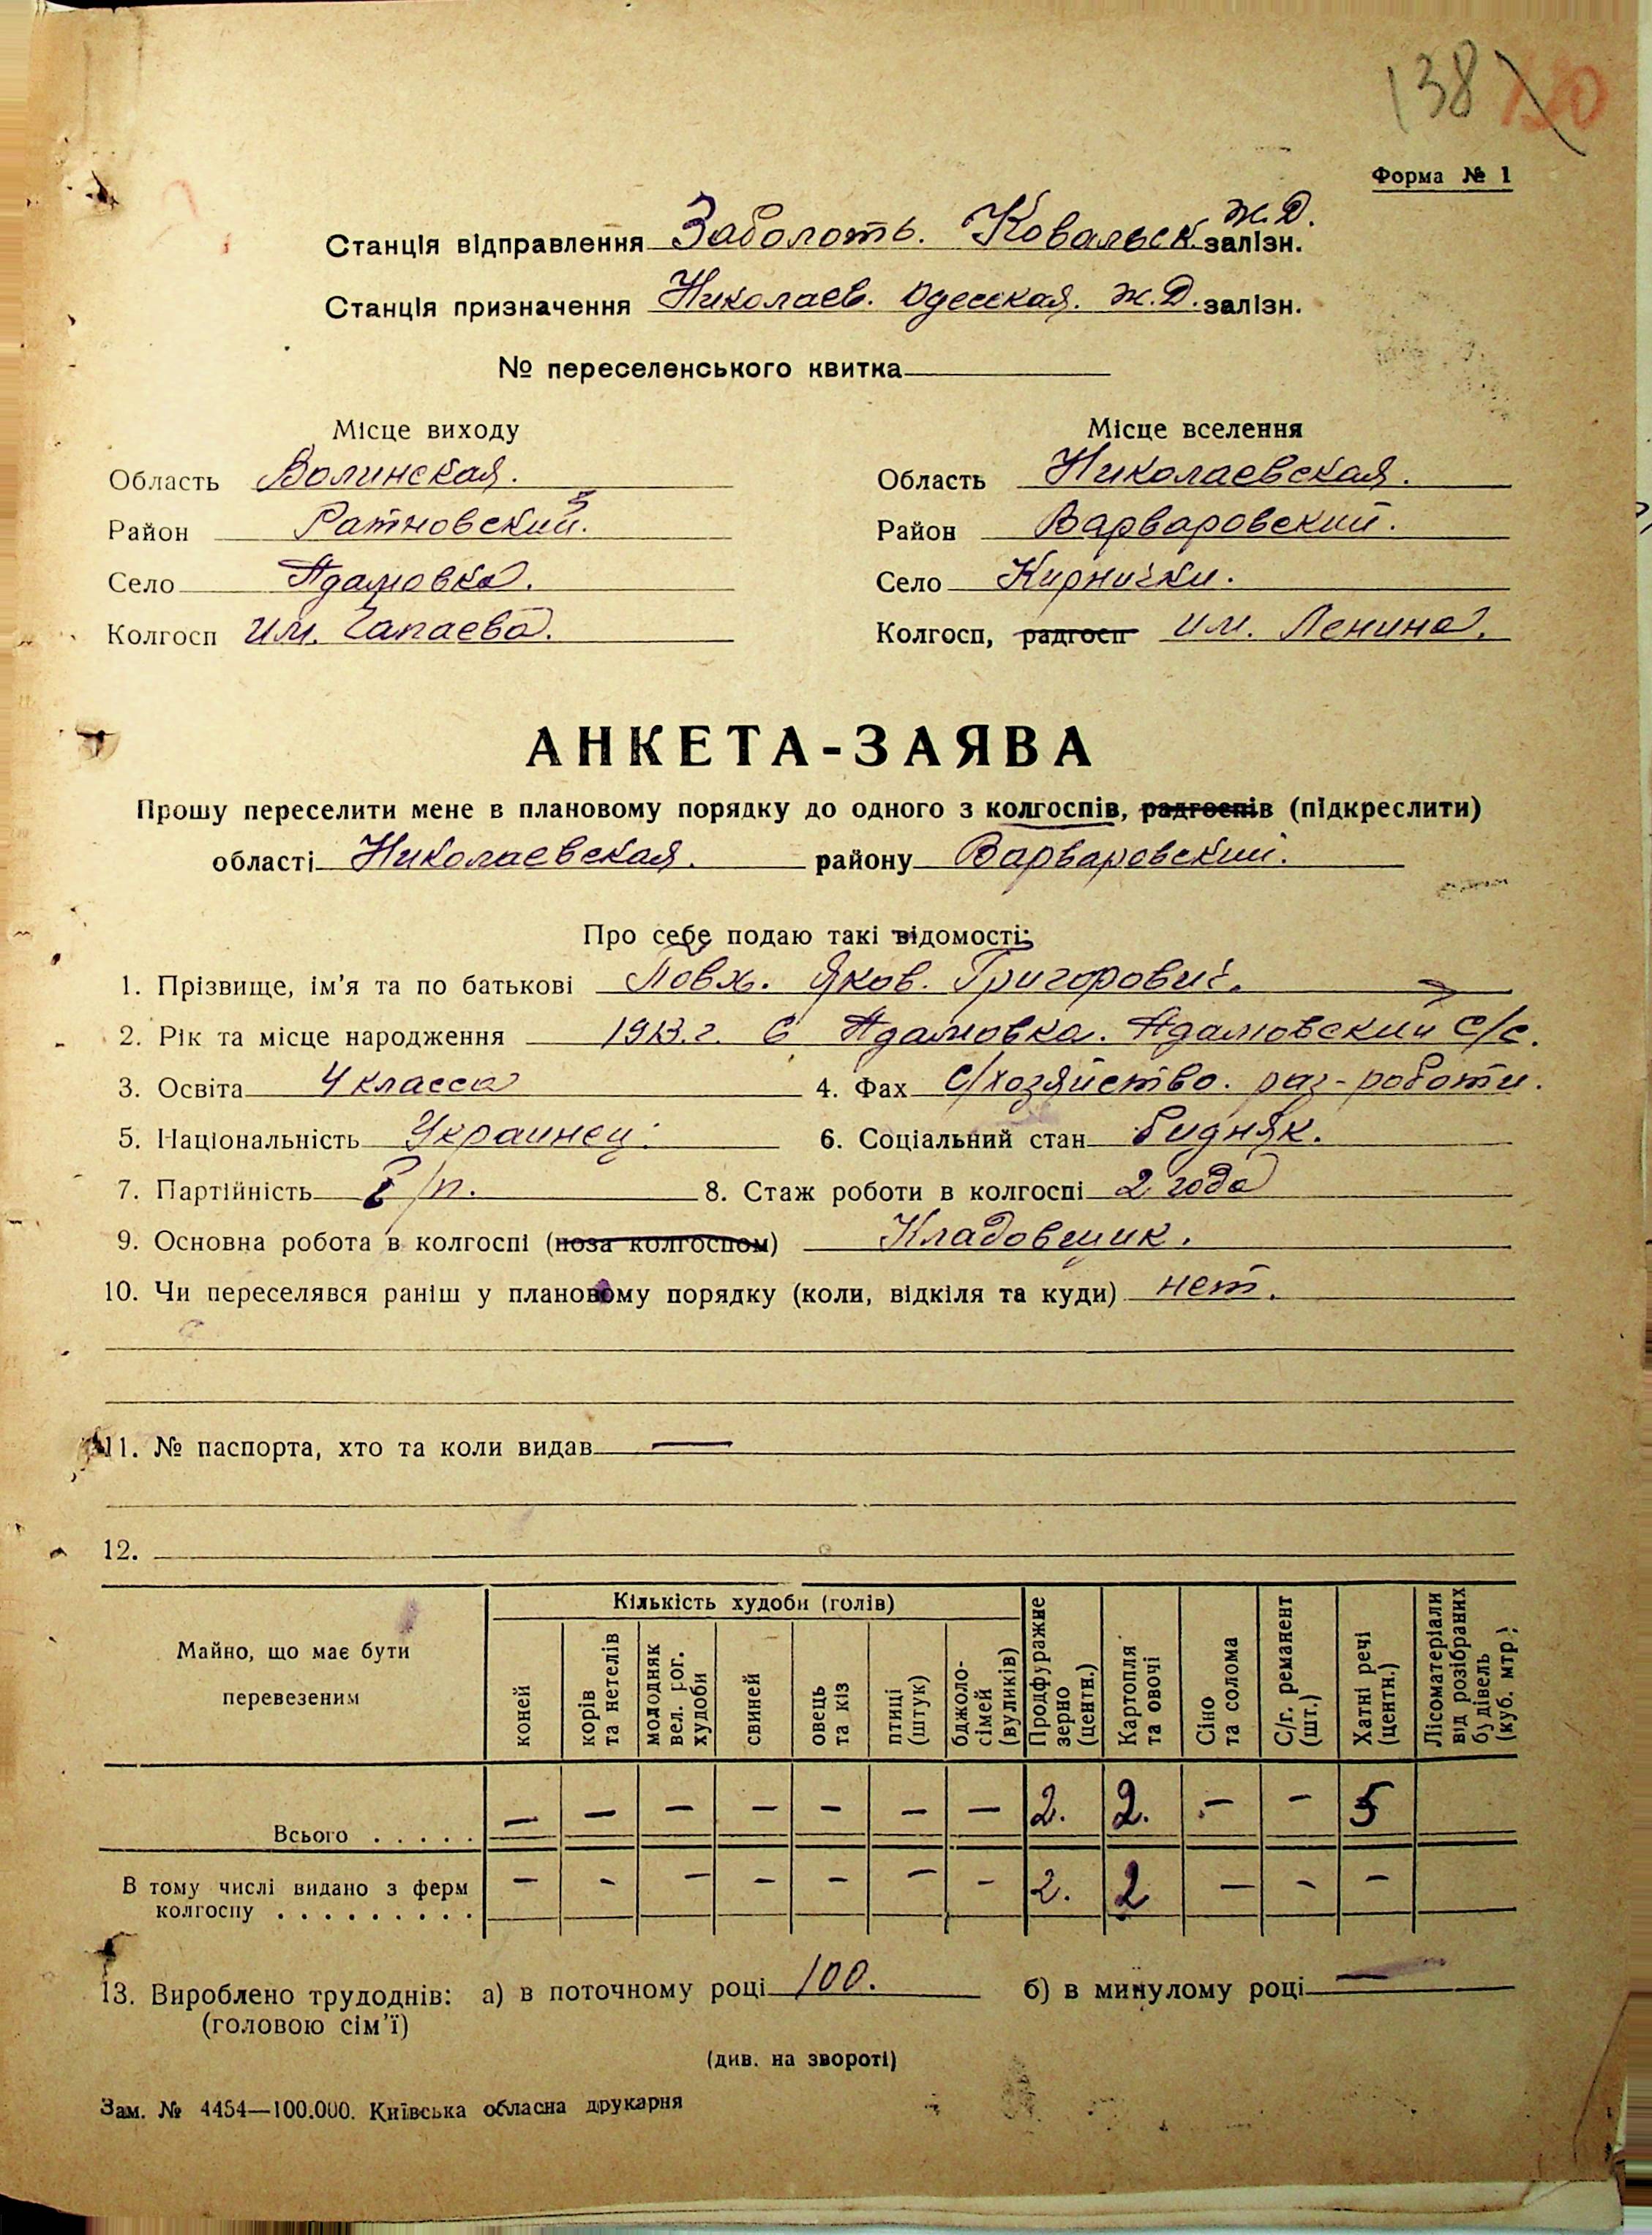 138 130
Форма № 1
Станція відправлення Заболоть. Ковальск. ж.д. залізн.
Станція призначення Николаев. Одесская. ж.д. залізн.
№ переселенського квитка
Місце виходу Місце вселення
Область Волинская. Область Николаевская.
Район Ратновский. Район Варваровский.
Село Адамовка. Село Кирнички.
Колгосп им. Чапаева. Колгосп, радгосп им. Ленина.
АНКЕТА-ЗАЯВА
Прошу переселити мене в плановому порядку до одного з колгоспів, радгоспів (підкреслити)
області Николаевская. району Варваровский.
Про себе подаю такі відомості:
1. Прізвище, ім'я та по батькові Повх. Яков. Григорович.
2. Рік та місце народження 1913.г. С Адамовка. Адамовский с/с.
3. Освіта 4 класса 4. Фах с/хозяйство. раз-роботи.
5. Національність Украинец. 6. Соціальний стан бидняк.
7. Партійність б/п. 8. Стаж роботи в колгоспі 2 года
9. Основна робота в колгоспі (поза колгоспом) Кладовщик.
10. Чи переселявся раніш у плановому порядку (коли, відкіля та куди) нет.
11. № паспорта, хто та коли видав —
12.
Майно, що має бути перевезеним
Кількість худоби (голів)
коней
корів та нетелів
молодняк вел. рог. худоби
свиней
овець та кіз
птиці (штук)
бджоло-сімей (вуликів)
Продфуражне зерно (центн.)
Картопля та овочі
Сіно та солома
С/г. реманент (шт.)
Хатні речі (центн.)
Лісоматеріали від розібраних будівель (куб. мтр.)
Всього . . . . . — — — — — — — 2. 2. — — 5
В тому числі видано з ферм
колгоспу . . . . . . . . . — — — — — — — 2. 2 — — —
13. Вироблено трудоднів: а) в поточному році 100. б) в минулому році —
(головою сім'ї)
(див. на звороті)
Зам. № 4454—100.000. Київська обласна друкарня